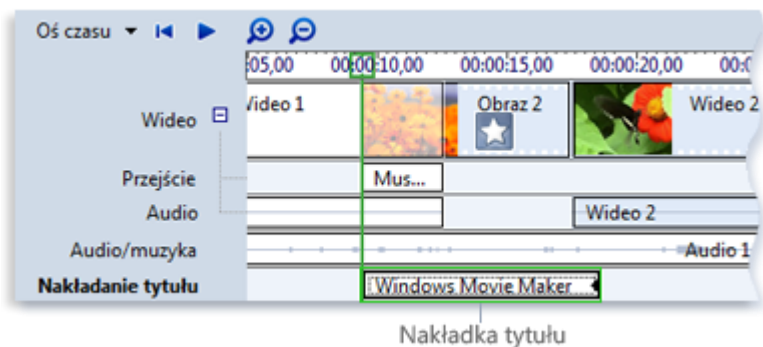 Oś czasu
:05,00 00:00:10,00 00:00:15,00 00:00:20,00 00:0
Wideo Video 1 Obraz 2 Wideo 2
Przejście Mus...
Audio Wideo 2
Audio/muzyka Audio 1
Nakładanie tytułu Windows Movie Maker
Nakładka tytułu